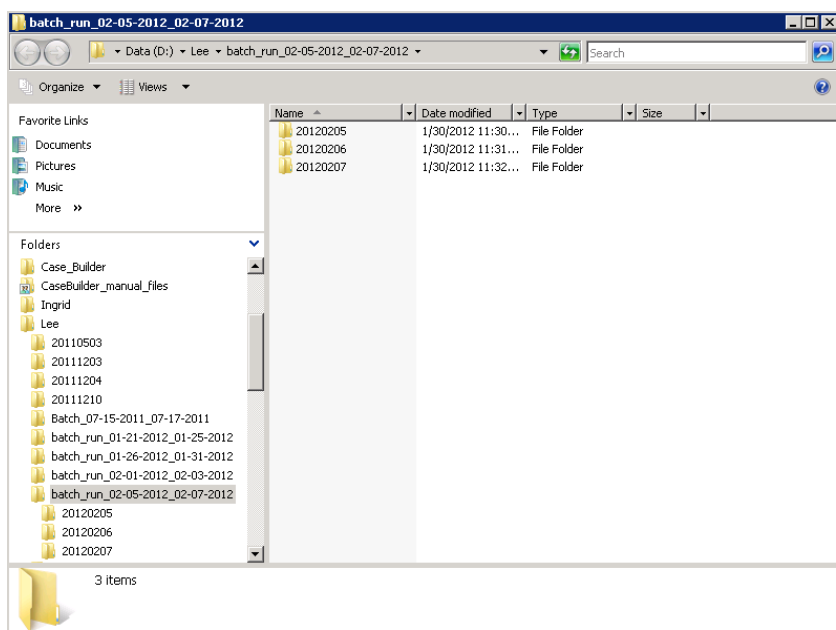 batch_run_02-05-2012_02-07-2012
Data (D:) Lee batch_run_02-05-2012_02-07-2012 Search
Organize Views
Favorite Links
Documents
Pictures
Music
More »
Folders
Case_Builder
CaseBuilder_manual_files
Ingrid
Lee
20110503
20111203
20111204
20111210
Batch_07-15-2011_07-17-2011
batch_run_01-21-2012_01-25-2012
batch_run_01-26-2012_01-31-2012
batch_run_02-01-2012_02-03-2012
batch_run_02-05-2012_02-07-2012
20120205
20120206
20120207
Name Date modified Type Size
20120205 1/30/2012 11:30... File Folder
20120206 1/30/2012 11:31... File Folder
20120207 1/30/2012 11:32... File Folder
3 items